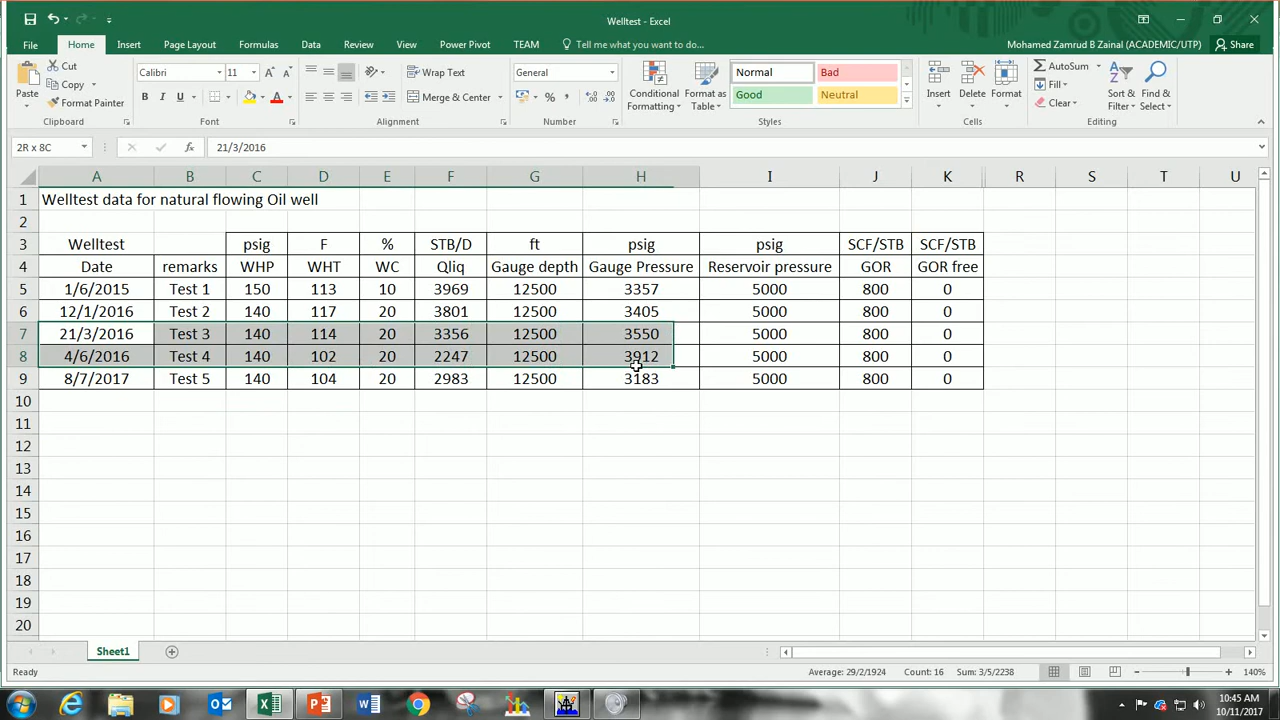 Welltest - Excel
File Home Insert Page Layout Formulas Data Review View Power Pivot TEAM Tell me what you want to do... Mohamed Zamrud B Zainal (ACADEMIC/UTP) Share
Paste Cut Copy Format Painter Clipboard
Calibri 11 B I U A Font
Wrap Text Merge & Center Alignment
General % , Number
Conditional Formatting Format as Table Normal Bad Good Neutral Styles
Insert Delete Format Cells
AutoSum Fill Clear Sort & Filter Find & Select Editing
2R x 8C fx 21/3/2016
A B C D E F G H I J K R S T U
1 Welltest data for natural flowing Oil well
2
3 Welltest psig F % STB/D ft psig psig SCF/STB SCF/STB
4 Date remarks WHP WHT WC Qliq Gauge depth Gauge Pressure Reservoir pressure GOR GOR free
5 1/6/2015 Test 1 150 113 10 3969 12500 3357 5000 800 0
6 12/1/2016 Test 2 140 117 20 3801 12500 3405 5000 800 0
7 21/3/2016 Test 3 140 114 20 3356 12500 3550 5000 800 0
8 4/6/2016 Test 4 140 102 20 2247 12500 3912 5000 800 0
9 8/7/2017 Test 5 140 104 20 2983 12500 3183 5000 800 0
10
11
12
13
14
15
16
17
18
19
20
Sheet1
Ready Average: 29/2/1924 Count: 16 Sum: 3/5/2238 140%
10:45 AM
10/11/2017